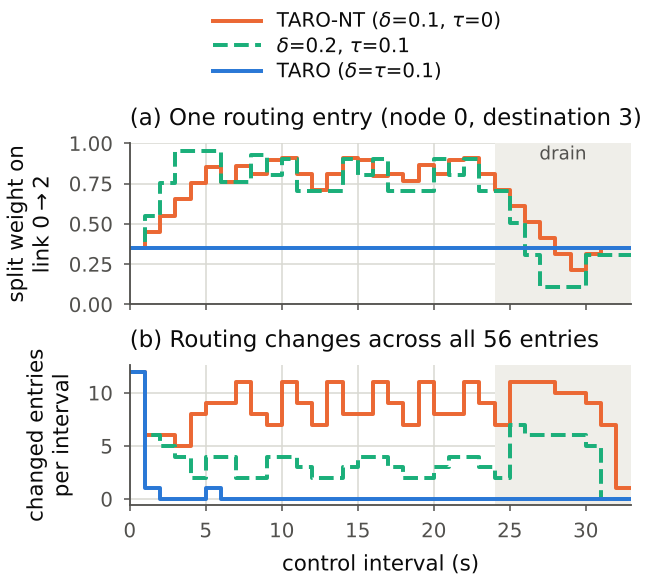 TARO-NT (δ=0.1, τ=0)
δ=0.2, τ=0.1
TARO (δ=τ=0.1)
(a) One routing entry (node 0, destination 3)
split weight on
link 0→2
1.00
0.75
0.50
0.25
0.00
drain
(b) Routing changes across all 56 entries
changed entries
per interval
10
5
0
0
5
10
15
20
25
30
control interval (s)